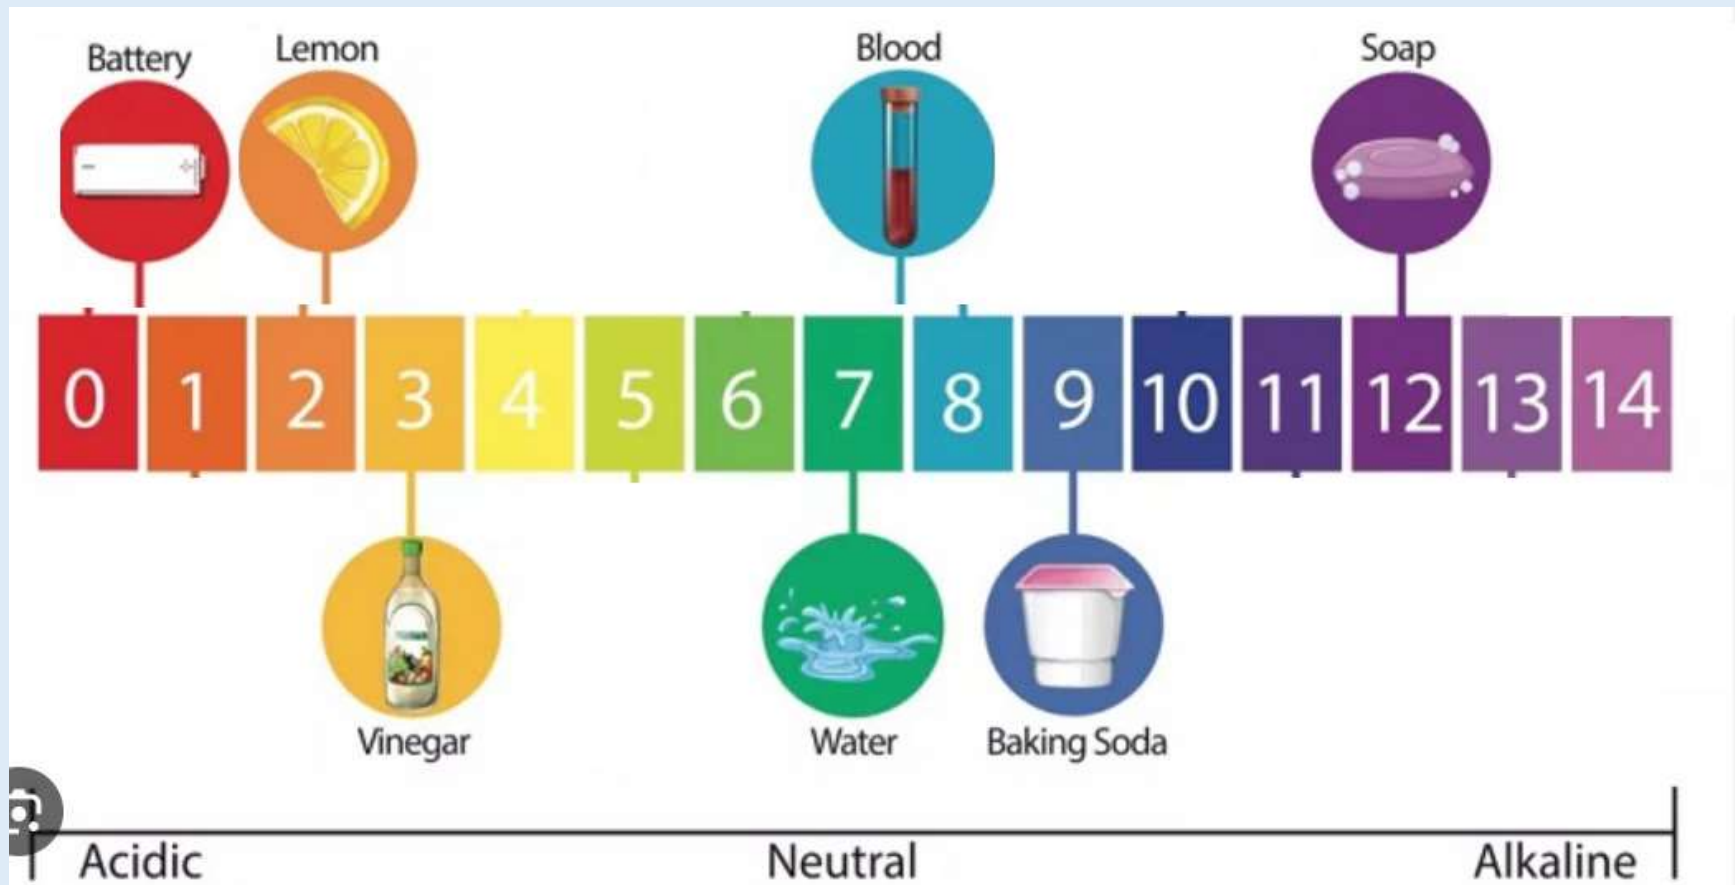 Battery
Lemon
Blood
Soap
0 1 2 3 4 5 6 7 8 9 10 11 12 13 14
Vinegar
Water
Baking Soda
Acidic
Neutral
Alkaline